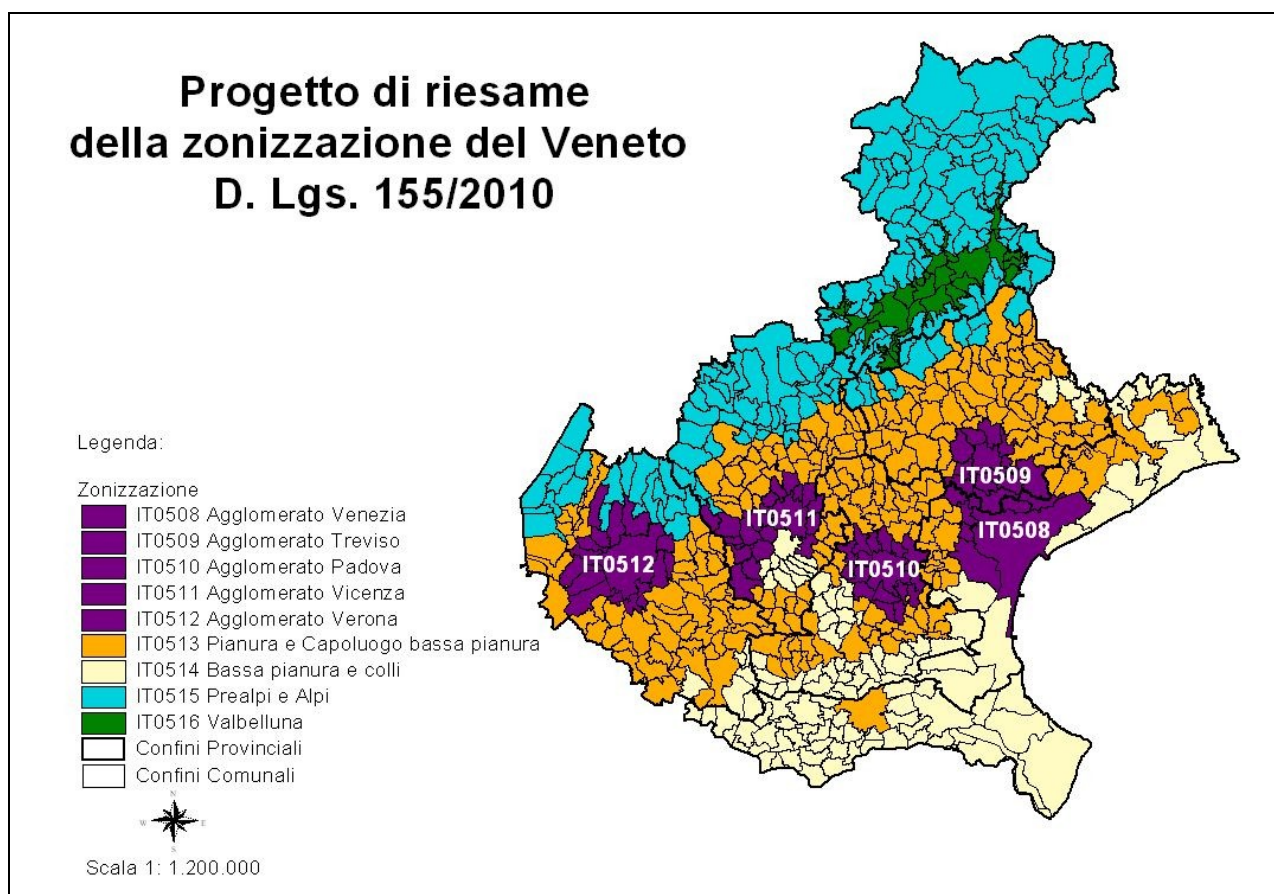 Progetto di riesame
della zonizzazione del Veneto
D. Lgs. 155/2010
IT0509
IT0508
IT0511
IT0510
IT0512
Legenda:
Zonizzazione
IT0508 Agglomerato Venezia
IT0509 Agglomerato Treviso
IT0510 Agglomerato Padova
IT0511 Agglomerato Vicenza
IT0512 Agglomerato Verona
IT0513 Pianura e Capoluogo bassa pianura
IT0514 Bassa pianura e colli
IT0515 Prealpi e Alpi
IT0516 Valbelluna
Confini Provinciali
Confini Comunali
N
W E
S
Scala 1: 1.200.000